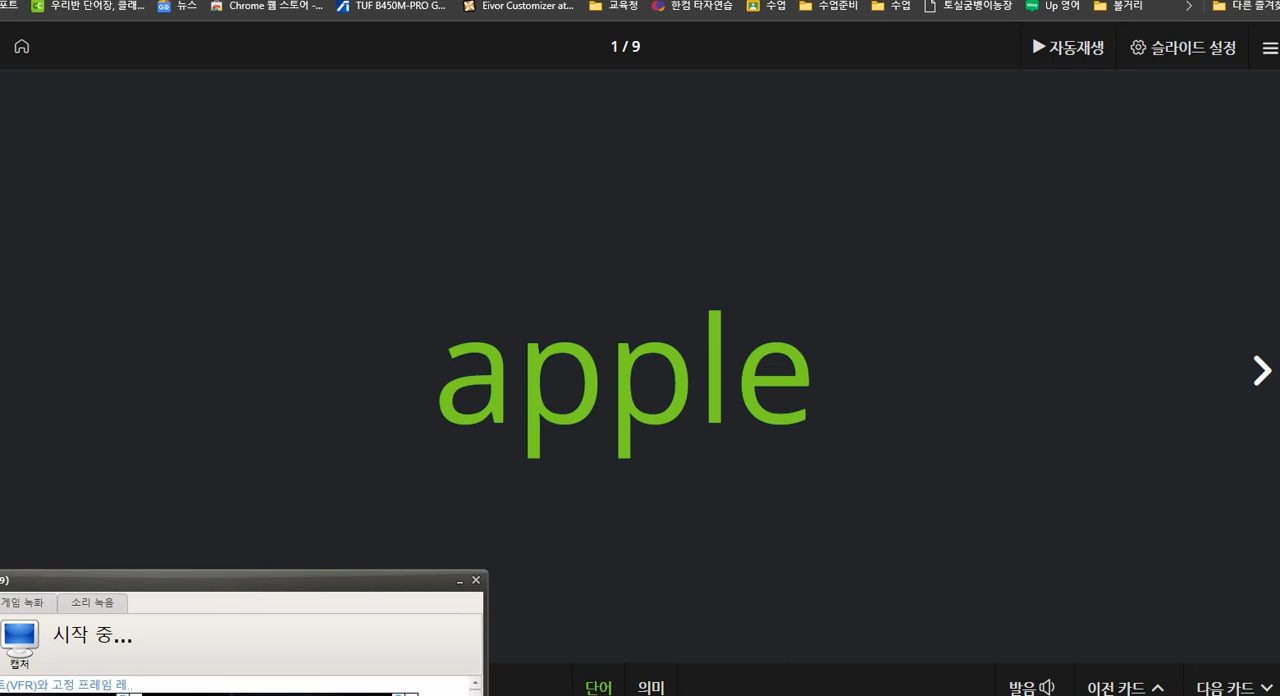 포트 우리반 단어장, 클래... 뉴스 Chrome 웹 스토어 -... TUF B450M-PRO G... Eivor Customizer at... 교육청 한컴 타자연습 수업 수업준비 수업 토실굼벵이농장 Up 영어 볼거리 다른 즐겨찾
1 / 9
자동재생
슬라이드 설정
apple
9)
게임 녹화 소리 녹음
시작 중...
캡처
트(VFR)와 고정 프레임 레..
단어 의미 발음 이전 카드 다음 카드